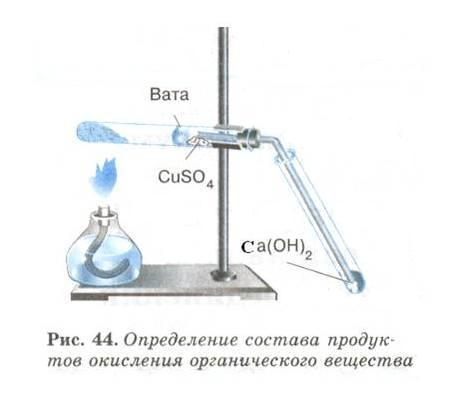 Вата
CuSO₄
Ca(OH)₂
Рис. 44. Определение состава продук-
тов окисления органического вещества